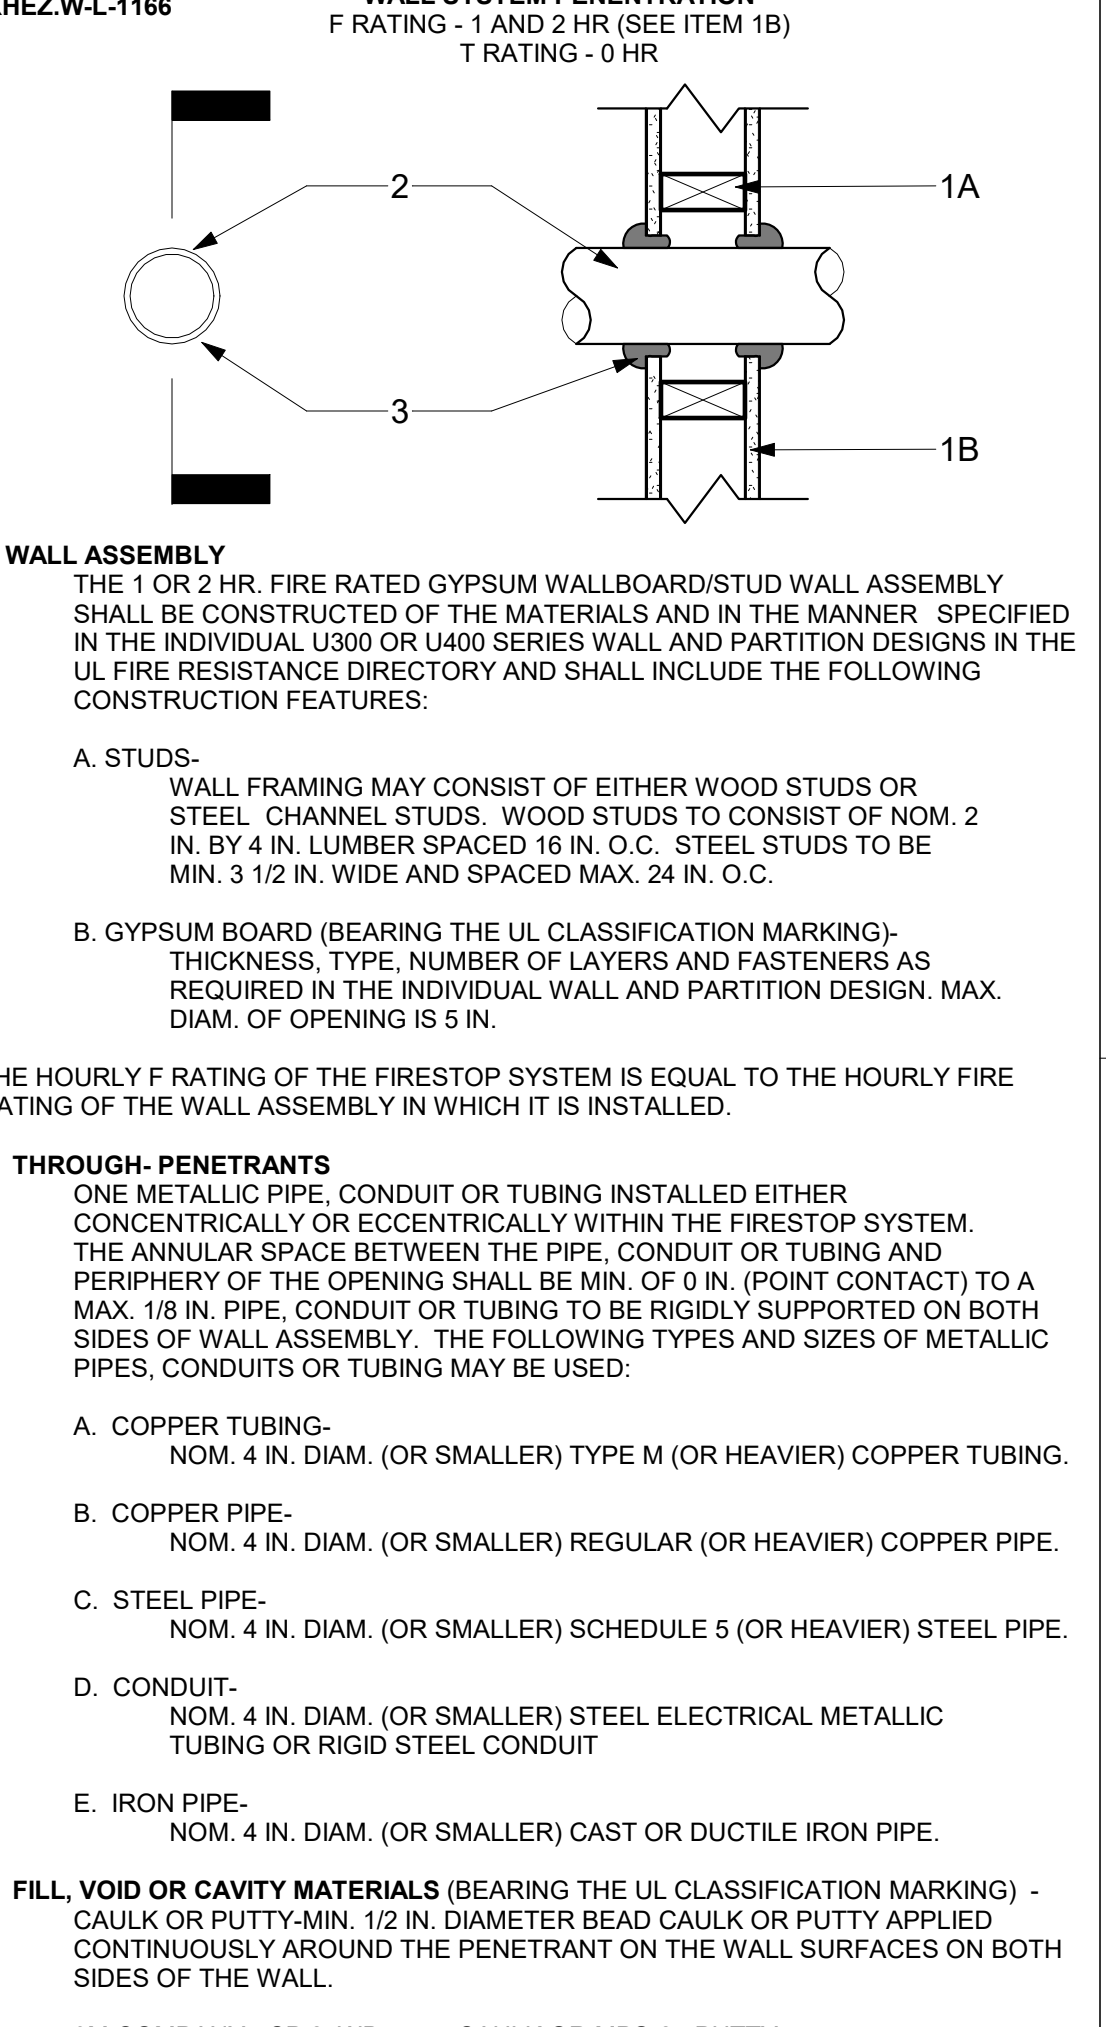 HEZ.W-L-1166
WALL SYSTEM PENENTRATION
F RATING - 1 AND 2 HR (SEE ITEM 1B)
T RATING - 0 HR
2
1A
3
1B
WALL ASSEMBLY
THE 1 OR 2 HR. FIRE RATED GYPSUM WALLBOARD/STUD WALL ASSEMBLY
SHALL BE CONSTRUCTED OF THE MATERIALS AND IN THE MANNER SPECIFIED
IN THE INDIVIDUAL U300 OR U400 SERIES WALL AND PARTITION DESIGNS IN THE
UL FIRE RESISTANCE DIRECTORY AND SHALL INCLUDE THE FOLLOWING
CONSTRUCTION FEATURES:
A. STUDS-
WALL FRAMING MAY CONSIST OF EITHER WOOD STUDS OR
STEEL CHANNEL STUDS. WOOD STUDS TO CONSIST OF NOM. 2
IN. BY 4 IN. LUMBER SPACED 16 IN. O.C. STEEL STUDS TO BE
MIN. 3 1/2 IN. WIDE AND SPACED MAX. 24 IN. O.C.
B. GYPSUM BOARD (BEARING THE UL CLASSIFICATION MARKING)-
THICKNESS, TYPE, NUMBER OF LAYERS AND FASTENERS AS
REQUIRED IN THE INDIVIDUAL WALL AND PARTITION DESIGN. MAX.
DIAM. OF OPENING IS 5 IN.
HE HOURLY F RATING OF THE FIRESTOP SYSTEM IS EQUAL TO THE HOURLY FIRE
ATING OF THE WALL ASSEMBLY IN WHICH IT IS INSTALLED.
THROUGH- PENETRANTS
ONE METALLIC PIPE, CONDUIT OR TUBING INSTALLED EITHER
CONCENTRICALLY OR ECCENTRICALLY WITHIN THE FIRESTOP SYSTEM.
THE ANNULAR SPACE BETWEEN THE PIPE, CONDUIT OR TUBING AND
PERIPHERY OF THE OPENING SHALL BE MIN. OF 0 IN. (POINT CONTACT) TO A
MAX. 1/8 IN. PIPE, CONDUIT OR TUBING TO BE RIGIDLY SUPPORTED ON BOTH
SIDES OF WALL ASSEMBLY. THE FOLLOWING TYPES AND SIZES OF METALLIC
PIPES, CONDUITS OR TUBING MAY BE USED:
A. COPPER TUBING-
NOM. 4 IN. DIAM. (OR SMALLER) TYPE M (OR HEAVIER) COPPER TUBING.
B. COPPER PIPE-
NOM. 4 IN. DIAM. (OR SMALLER) REGULAR (OR HEAVIER) COPPER PIPE.
C. STEEL PIPE-
NOM. 4 IN. DIAM. (OR SMALLER) SCHEDULE 5 (OR HEAVIER) STEEL PIPE.
D. CONDUIT-
NOM. 4 IN. DIAM. (OR SMALLER) STEEL ELECTRICAL METALLIC
TUBING OR RIGID STEEL CONDUIT
E. IRON PIPE-
NOM. 4 IN. DIAM. (OR SMALLER) CAST OR DUCTILE IRON PIPE.
FILL, VOID OR CAVITY MATERIALS (BEARING THE UL CLASSIFICATION MARKING) -
CAULK OR PUTTY-MIN. 1/2 IN. DIAMETER BEAD CAULK OR PUTTY APPLIED
CONTINUOUSLY AROUND THE PENETRANT ON THE WALL SURFACES ON BOTH
SIDES OF THE WALL.